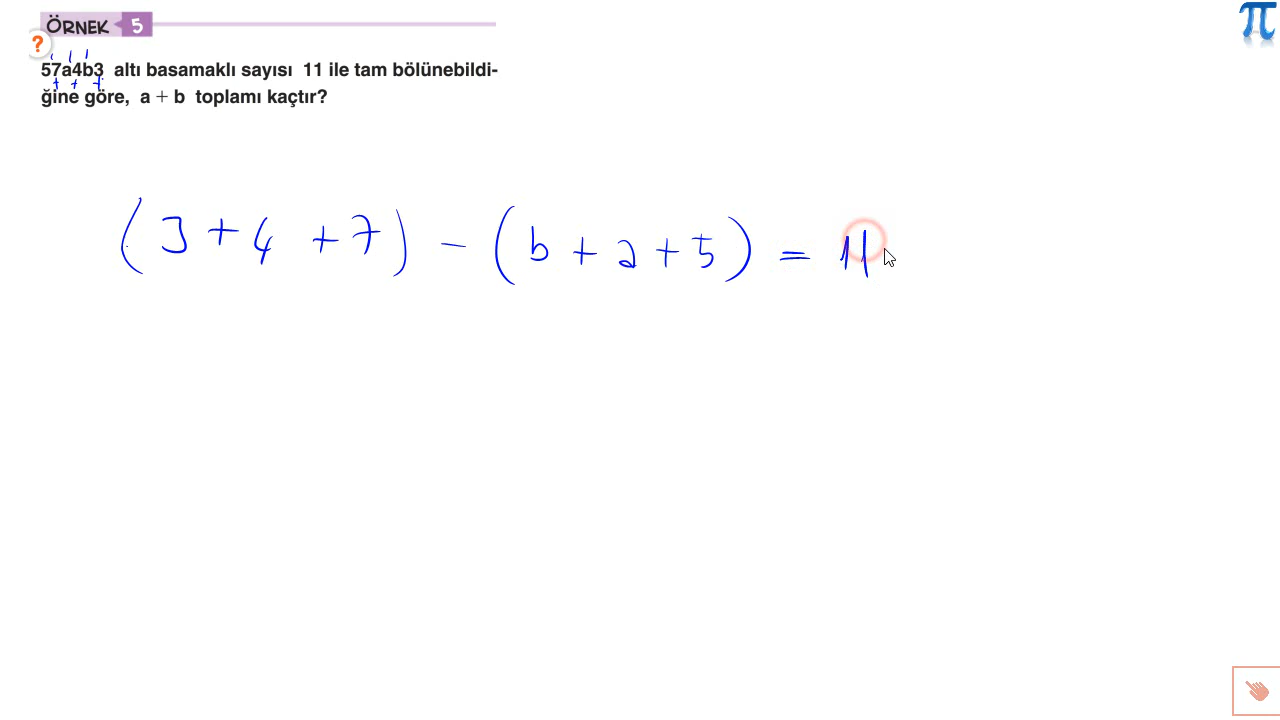 ÖRNEK 5
?
57a4b3 altı basamaklı sayısı 11 ile tam bölünebildi-
ğine göre, a + b toplamı kaçtır?
(3 + 4 + 7) - (b + a + 5) = 11